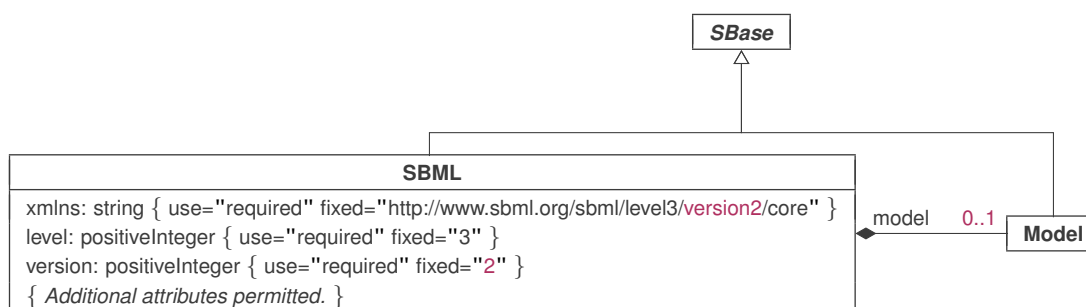 SBase
SBML
xmlns: string { use="required" fixed="http://www.sbml.org/sbml/level3/version2/core" }
level: positiveInteger { use="required" fixed="3" }
version: positiveInteger { use="required" fixed="2" }
{ Additional attributes permitted. }
model 0..1
Model